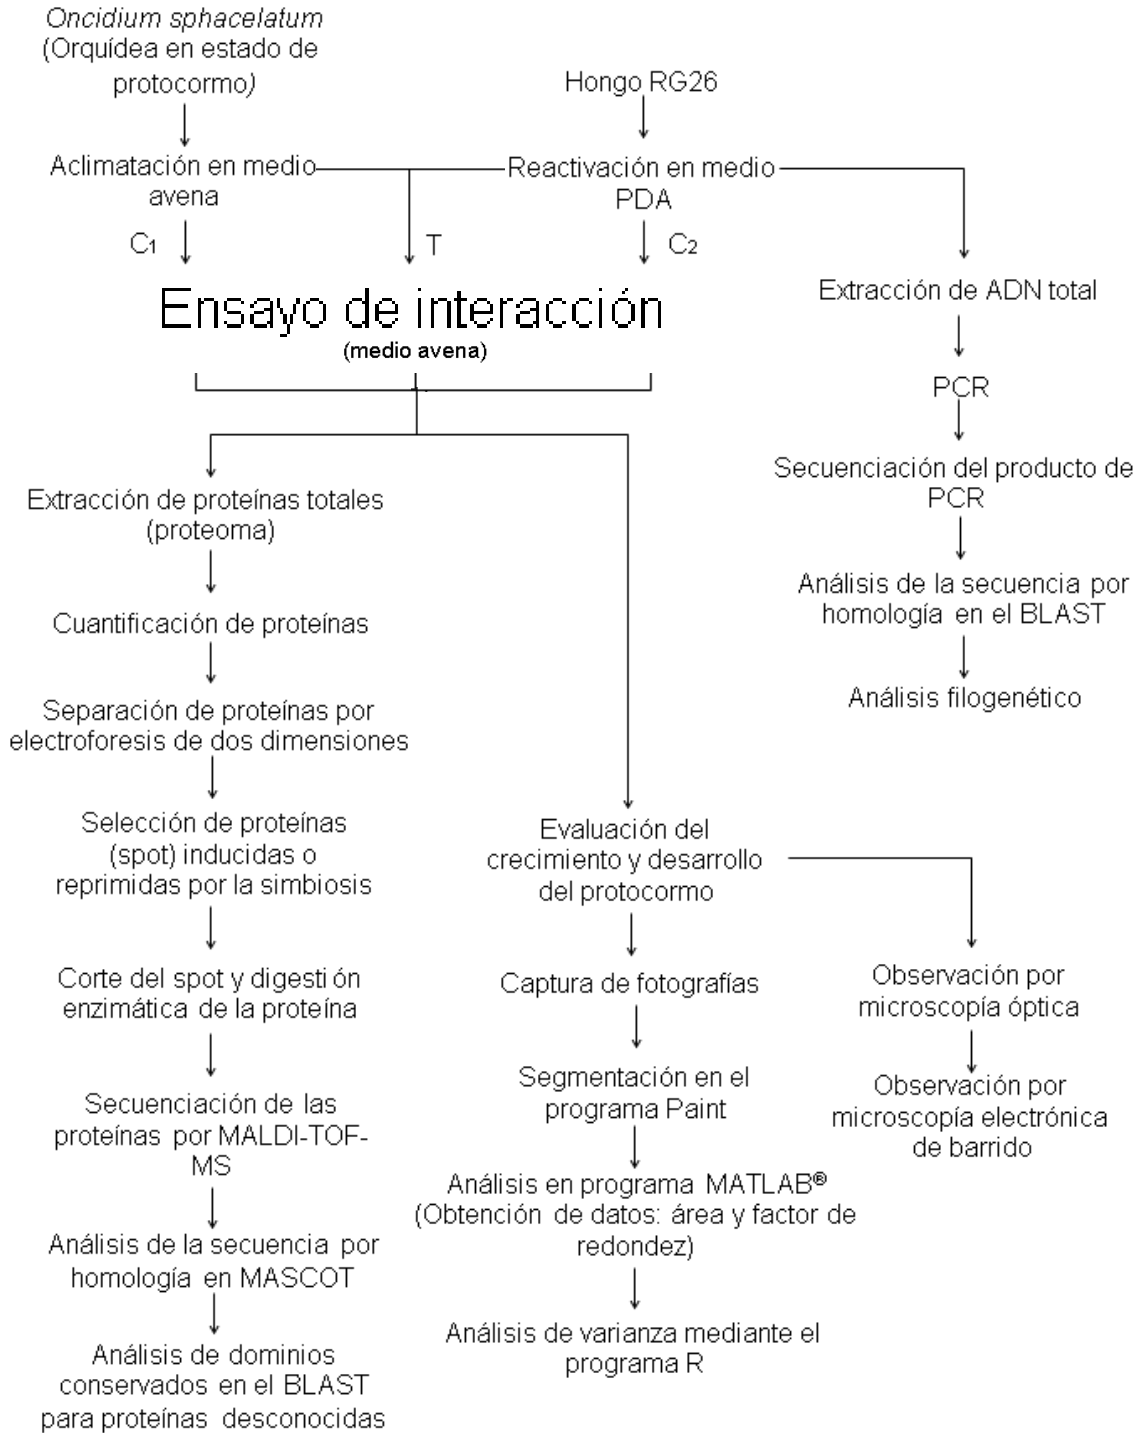 Oncidium sphacelatum
(Orquídea en estado de
protocormo)
Hongo RG26
Aclimatación en medio
avena
Reactivación en medio
PDA
C1
T
C2
Ensayo de interacción
(medio avena)
Extracción de ADN total
PCR
Secuenciación del producto de
PCR
Análisis de la secuencia por
homología en el BLAST
Análisis filogenético
Extracción de proteínas totales
(proteoma)
Cuantificación de proteínas
Separación de proteínas por
electroforesis de dos dimensiones
Selección de proteínas
(spot) inducidas o
reprimidas por la simbiosis
Corte del spot y digestión
enzimática de la proteína
Secuenciación de las
proteínas por MALDI-TOF-
MS
Análisis de la secuencia por
homología en MASCOT
Análisis de dominios
conservados en el BLAST
para proteínas desconocidas
Evaluación del
crecimiento y desarrollo
del protocormo
Captura de fotografías
Segmentación en el
programa Paint
Análisis en programa MATLAB®
(Obtención de datos: área y factor de
redondez)
Análisis de varianza mediante el
programa R
Observación por
microscopía óptica
Observación por
microscopía electrónica
de barrido